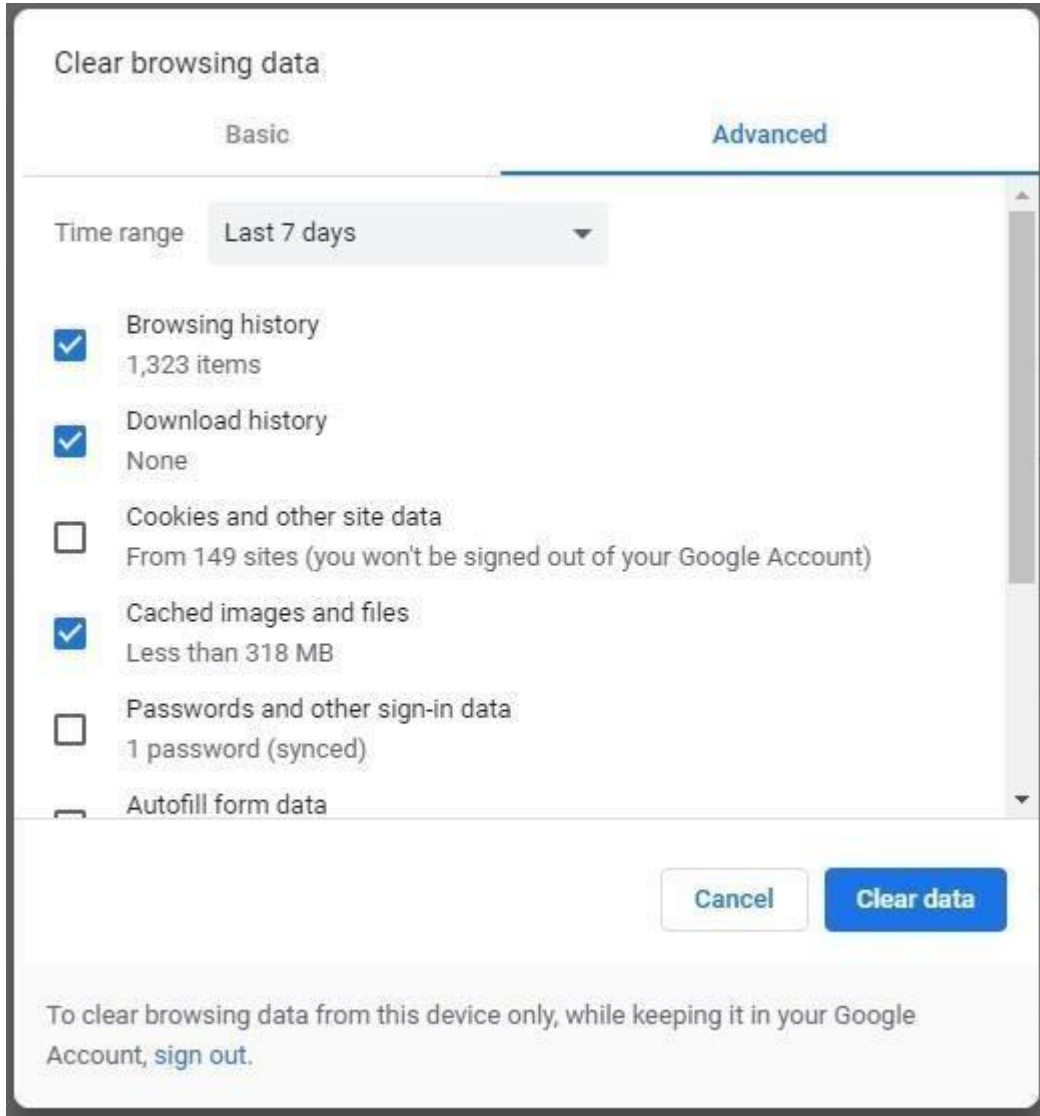 Clear browsing data
Basic
Advanced
Time range
Last 7 days
Browsing history
1,323 items
Download history
None
Cookies and other site data
From 149 sites (you won't be signed out of your Google Account)
Cached images and files
Less than 318 MB
Passwords and other sign-in data
1 password (synced)
Autofill form data
Cancel
Clear data
To clear browsing data from this device only, while keeping it in your Google
Account, sign out.